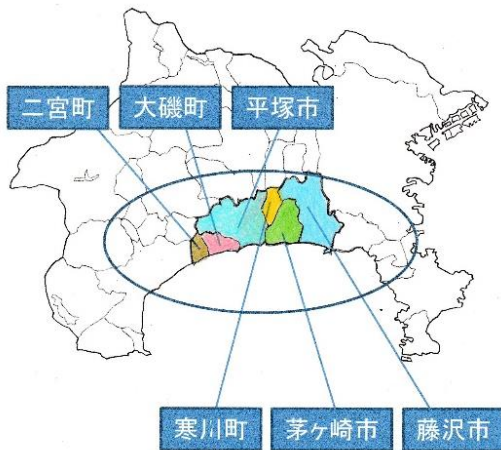 二宮町
大磯町
平塚市
寒川町
茅ヶ崎市
藤沢市